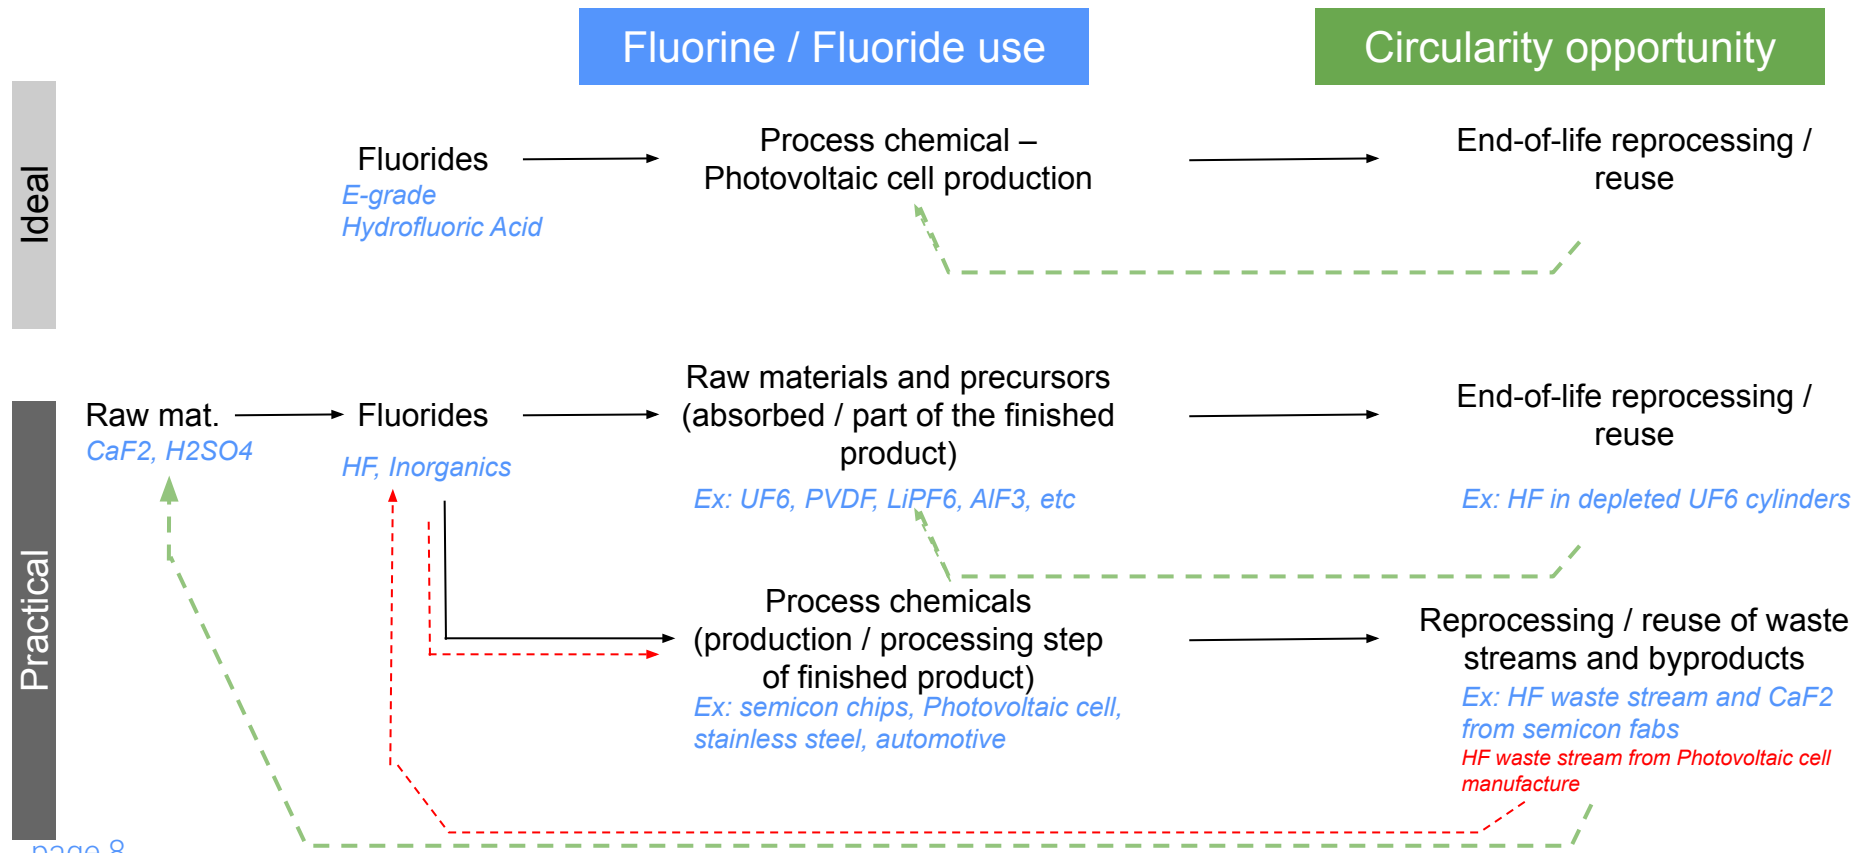 Fluorine / Fluoride use
Circularity opportunity
Ideal
Fluorides
E-grade
Hydrofluoric Acid
Process chemical –
Photovoltaic cell production
End-of-life reprocessing /
reuse
Practical
Raw mat.
CaF2, H2SO4
Fluorides
HF, Inorganics
Raw materials and precursors
(absorbed / part of the finished
product)
Ex: UF6, PVDF, LiPF6, AlF3, etc
End-of-life reprocessing /
reuse
Ex: HF in depleted UF6 cylinders
Process chemicals
(production / processing step
of finished product)
Ex: semicon chips, Photovoltaic cell,
stainless steel, automotive
Reprocessing / reuse of waste
streams and byproducts
Ex: HF waste stream and CaF2
from semicon fabs
HF waste stream from Photovoltaic cell
manufacture
page 8